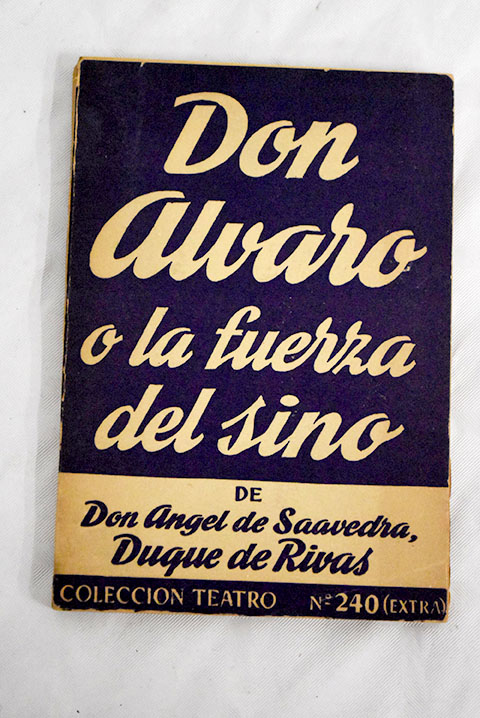 Don
Alvaro
o la fuerza
del sino
DE
Don Angel de Saavedra,
Duque de Rivas
COLECCION TEATRO Nº 240 (EXTRA)